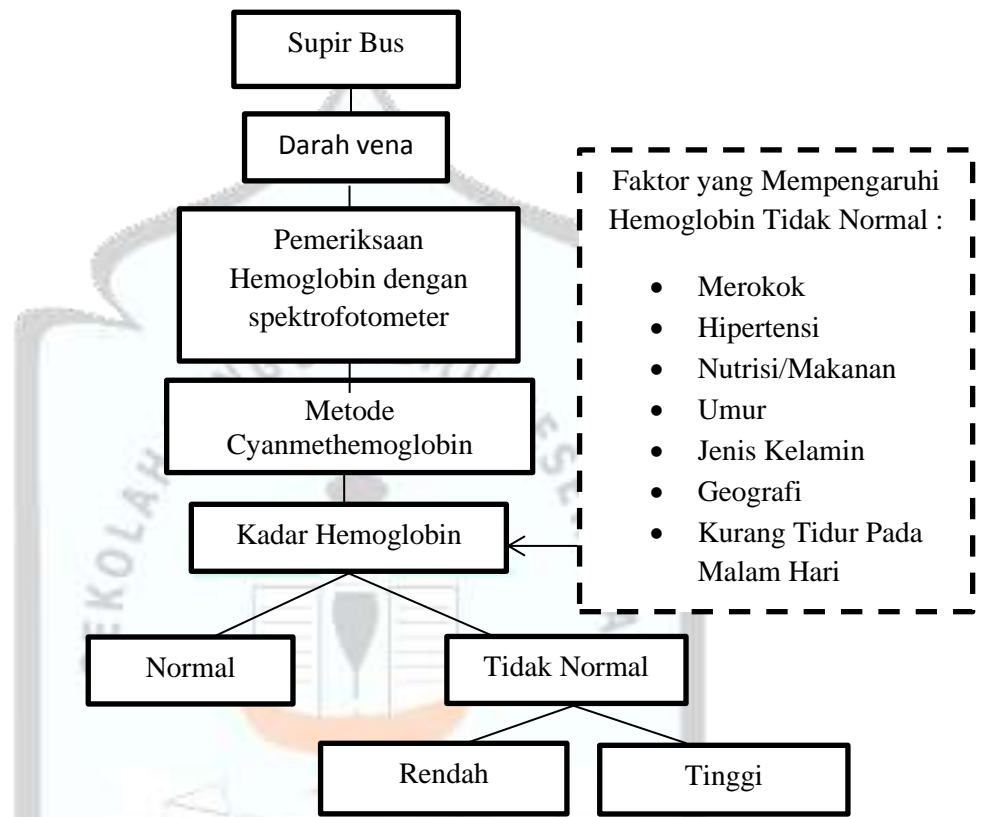 Supir Bus
Darah vena
Pemeriksaan
Hemoglobin dengan
spektrofotometer
Metode
Cyanmethemoglobin
Kadar Hemoglobin
Normal
Tidak Normal
Rendah
Tinggi
Faktor yang Mempengaruhi
Hemoglobin Tidak Normal :
• Merokok
• Hipertensi
• Nutrisi/Makanan
• Umur
• Jenis Kelamin
• Geografi
• Kurang Tidur Pada
Malam Hari